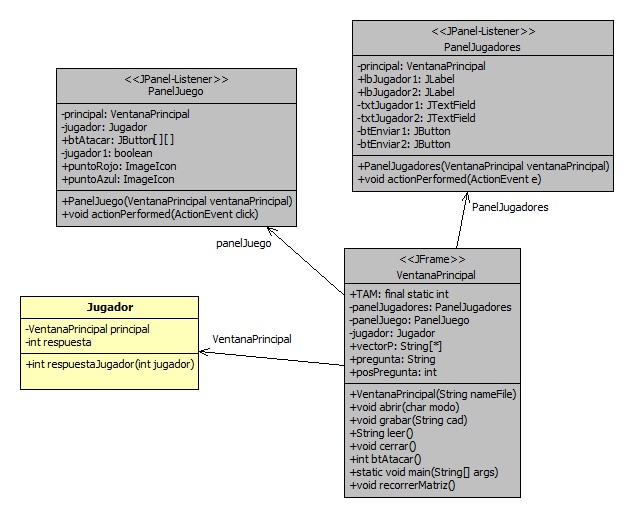 <<JPanel-Listener>>
PanelJugadores
-principal: VentanaPrincipal
+lbJugador1: JLabel
+lbJugador2: JLabel
-txtJugador1: JTextField
-txtJugador2: JTextField
-btEnviar1: JButton
-btEnviar2: JButton
+PanelJugadores(VentanaPrincipal ventanaPrincipal)
+void actionPerformed(ActionEvent e)
<<JPanel-Listener>>
PanelJuego
-principal: VentanaPrincipal
-jugador: Jugador
+btAtacar: JButton[][]
-jugador1: boolean
+puntoRojo: ImageIcon
+puntoAzul: ImageIcon
+PanelJuego(VentanaPrincipal ventanaPrincipal)
+void actionPerformed(ActionEvent click)
PanelJugadores
panelJuego
<<JFrame>>
VentanaPrincipal
+TAM: final static int
-panelJugadores: PanelJugadores
-panelJuego: PanelJuego
-jugador: Jugador
+vectorP: String[*]
+pregunta: String
+posPregunta: int
+VentanaPrincipal(String nameFile)
+void abrir(char modo)
+void grabar(String cad)
+String leer()
+void cerrar()
+int btAtacar()
+static void main(String[] args)
+void recorrerMatriz()
Jugador
-VentanaPrincipal principal
-int respuesta
+int respuestaJugador(int jugador)
VentanaPrincipal